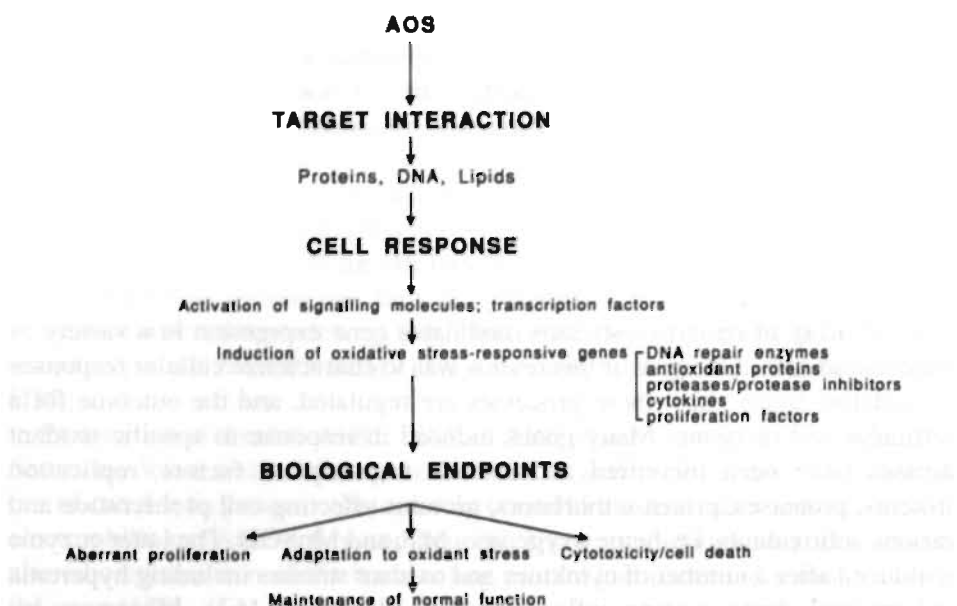 AOS
TARGET INTERACTION
Proteins, DNA, Lipids
CELL RESPONSE
Activation of signalling molecules; transcription factors
Induction of oxidative stress-responsive genes
DNA repair enzymes
antioxidant proteins
proteases/protease inhibitors
cytokines
proliferation factors
BIOLOGICAL ENDPOINTS
Aberrant proliferation Adaptation to oxidant stress Cytotoxicity/cell death
Maintenance of normal function